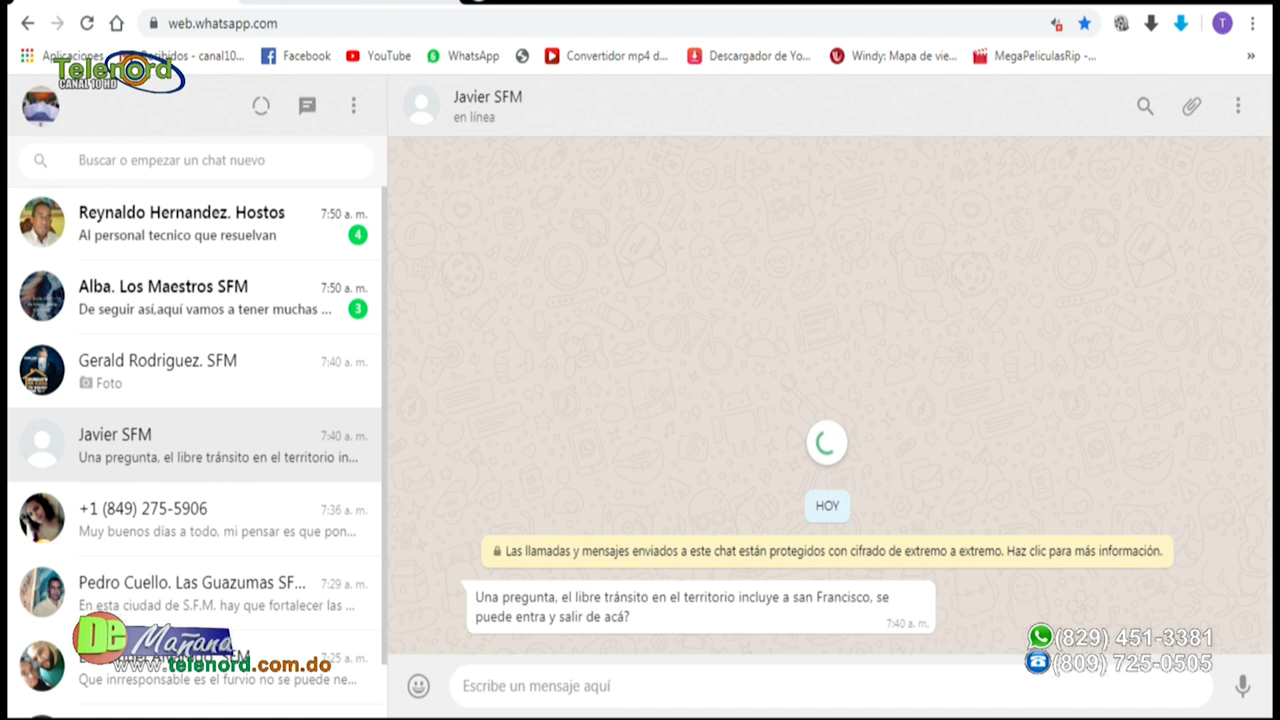 web.whatsapp.com
T
Aplicaciones
Recibidos - canal10...
Facebook
YouTube
WhatsApp
Convertidor mp4 d...
Descargador de Yo...
Windy: Mapa de vie...
MegaPeliculasRip -...
»
Telenord
CANAL 10 HD
Javier SFM
en línea
Buscar o empezar un chat nuevo
Reynaldo Hernandez. Hostos
7:50 a. m.
Al personal tecnico que resuelvan
4
Alba. Los Maestros SFM
7:50 a. m.
De seguir así,aquí vamos a tener muchas ...
3
Gerald Rodriguez. SFM
7:40 a. m.
Foto
Javier SFM
7:40 a. m.
Una pregunta, el libre tránsito en el territorio in...
+1 (849) 275-5906
7:36 a. m.
Muy buenos días a todo, mi pensar es que pon...
Pedro Cuello. Las Guazumas SF...
7:29 a. m.
En esta ciudad de S.F.M. hay que fortalecer las ...
SFM
7:25 a. m.
Que irrresponsable es el furvio no se puede ne...
De Mañana
www.telenord.com.do
HOY
Las llamadas y mensajes enviados a este chat están protegidos con cifrado de extremo a extremo. Haz clic para más información.
Una pregunta, el libre tránsito en el territorio incluye a san Francisco, se
puede entra y salir de acá?
7:40 a. m.
(829) 451-3381
(809) 725-0505
Escribe un mensaje aquí